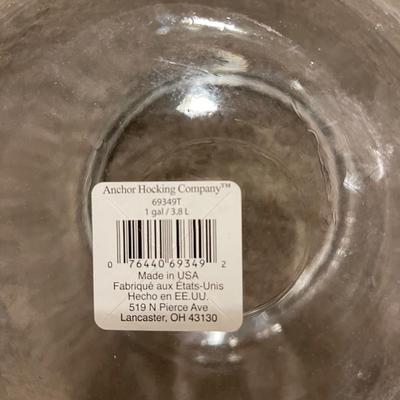 Anchor Hocking Company™
69349T
1 gal / 3.8 L
0 76440 69349 2
Made in USA
Fabriqué aux États-Unis
Hecho en EE.UU.
519 N Pierce Ave
Lancaster, OH 43130